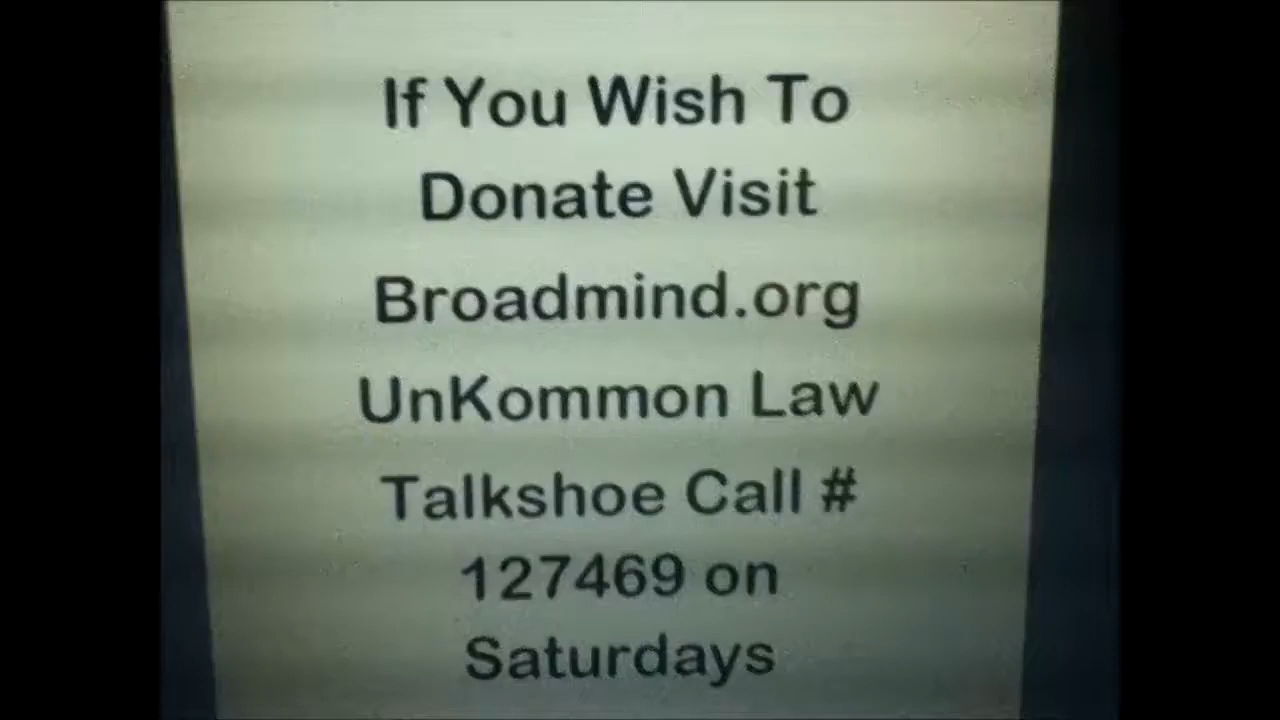 If You Wish To
Donate Visit
Broadmind.org
UnKommon Law
Talkshoe Call #
127469 on
Saturdays